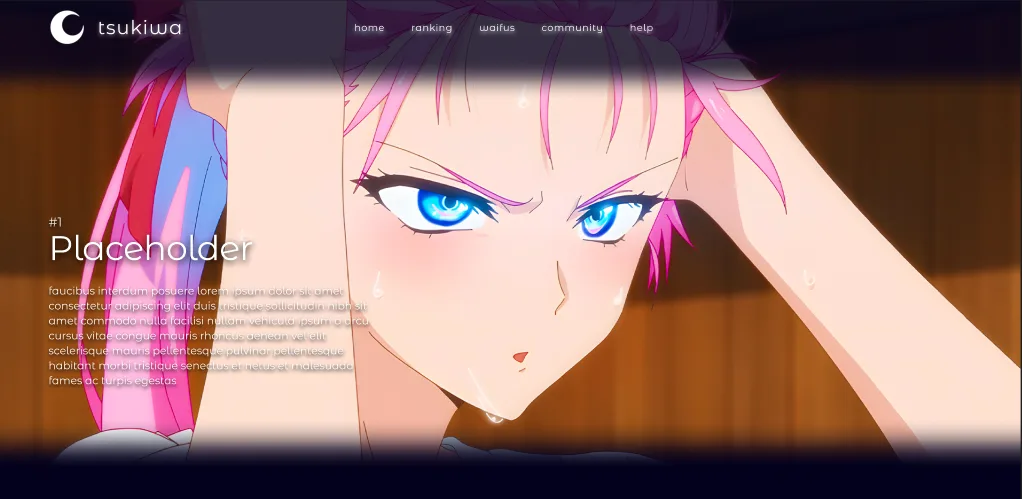 tsukiwa
home ranking waifus community help
#1
Placeholder
faucibus interdum posuere lorem ipsum dolor sit amet
consectetur adipiscing elit duis tristique sollicitudin nibh sit
amet commodo nulla facilisi nullam vehicula ipsum a arcu
cursus vitae congue mauris rhoncus aenean vel elit
scelerisque mauris pellentesque pulvinar pellentesque
habitant morbi tristique senectus et netus et malesuada
fames ac turpis egestas